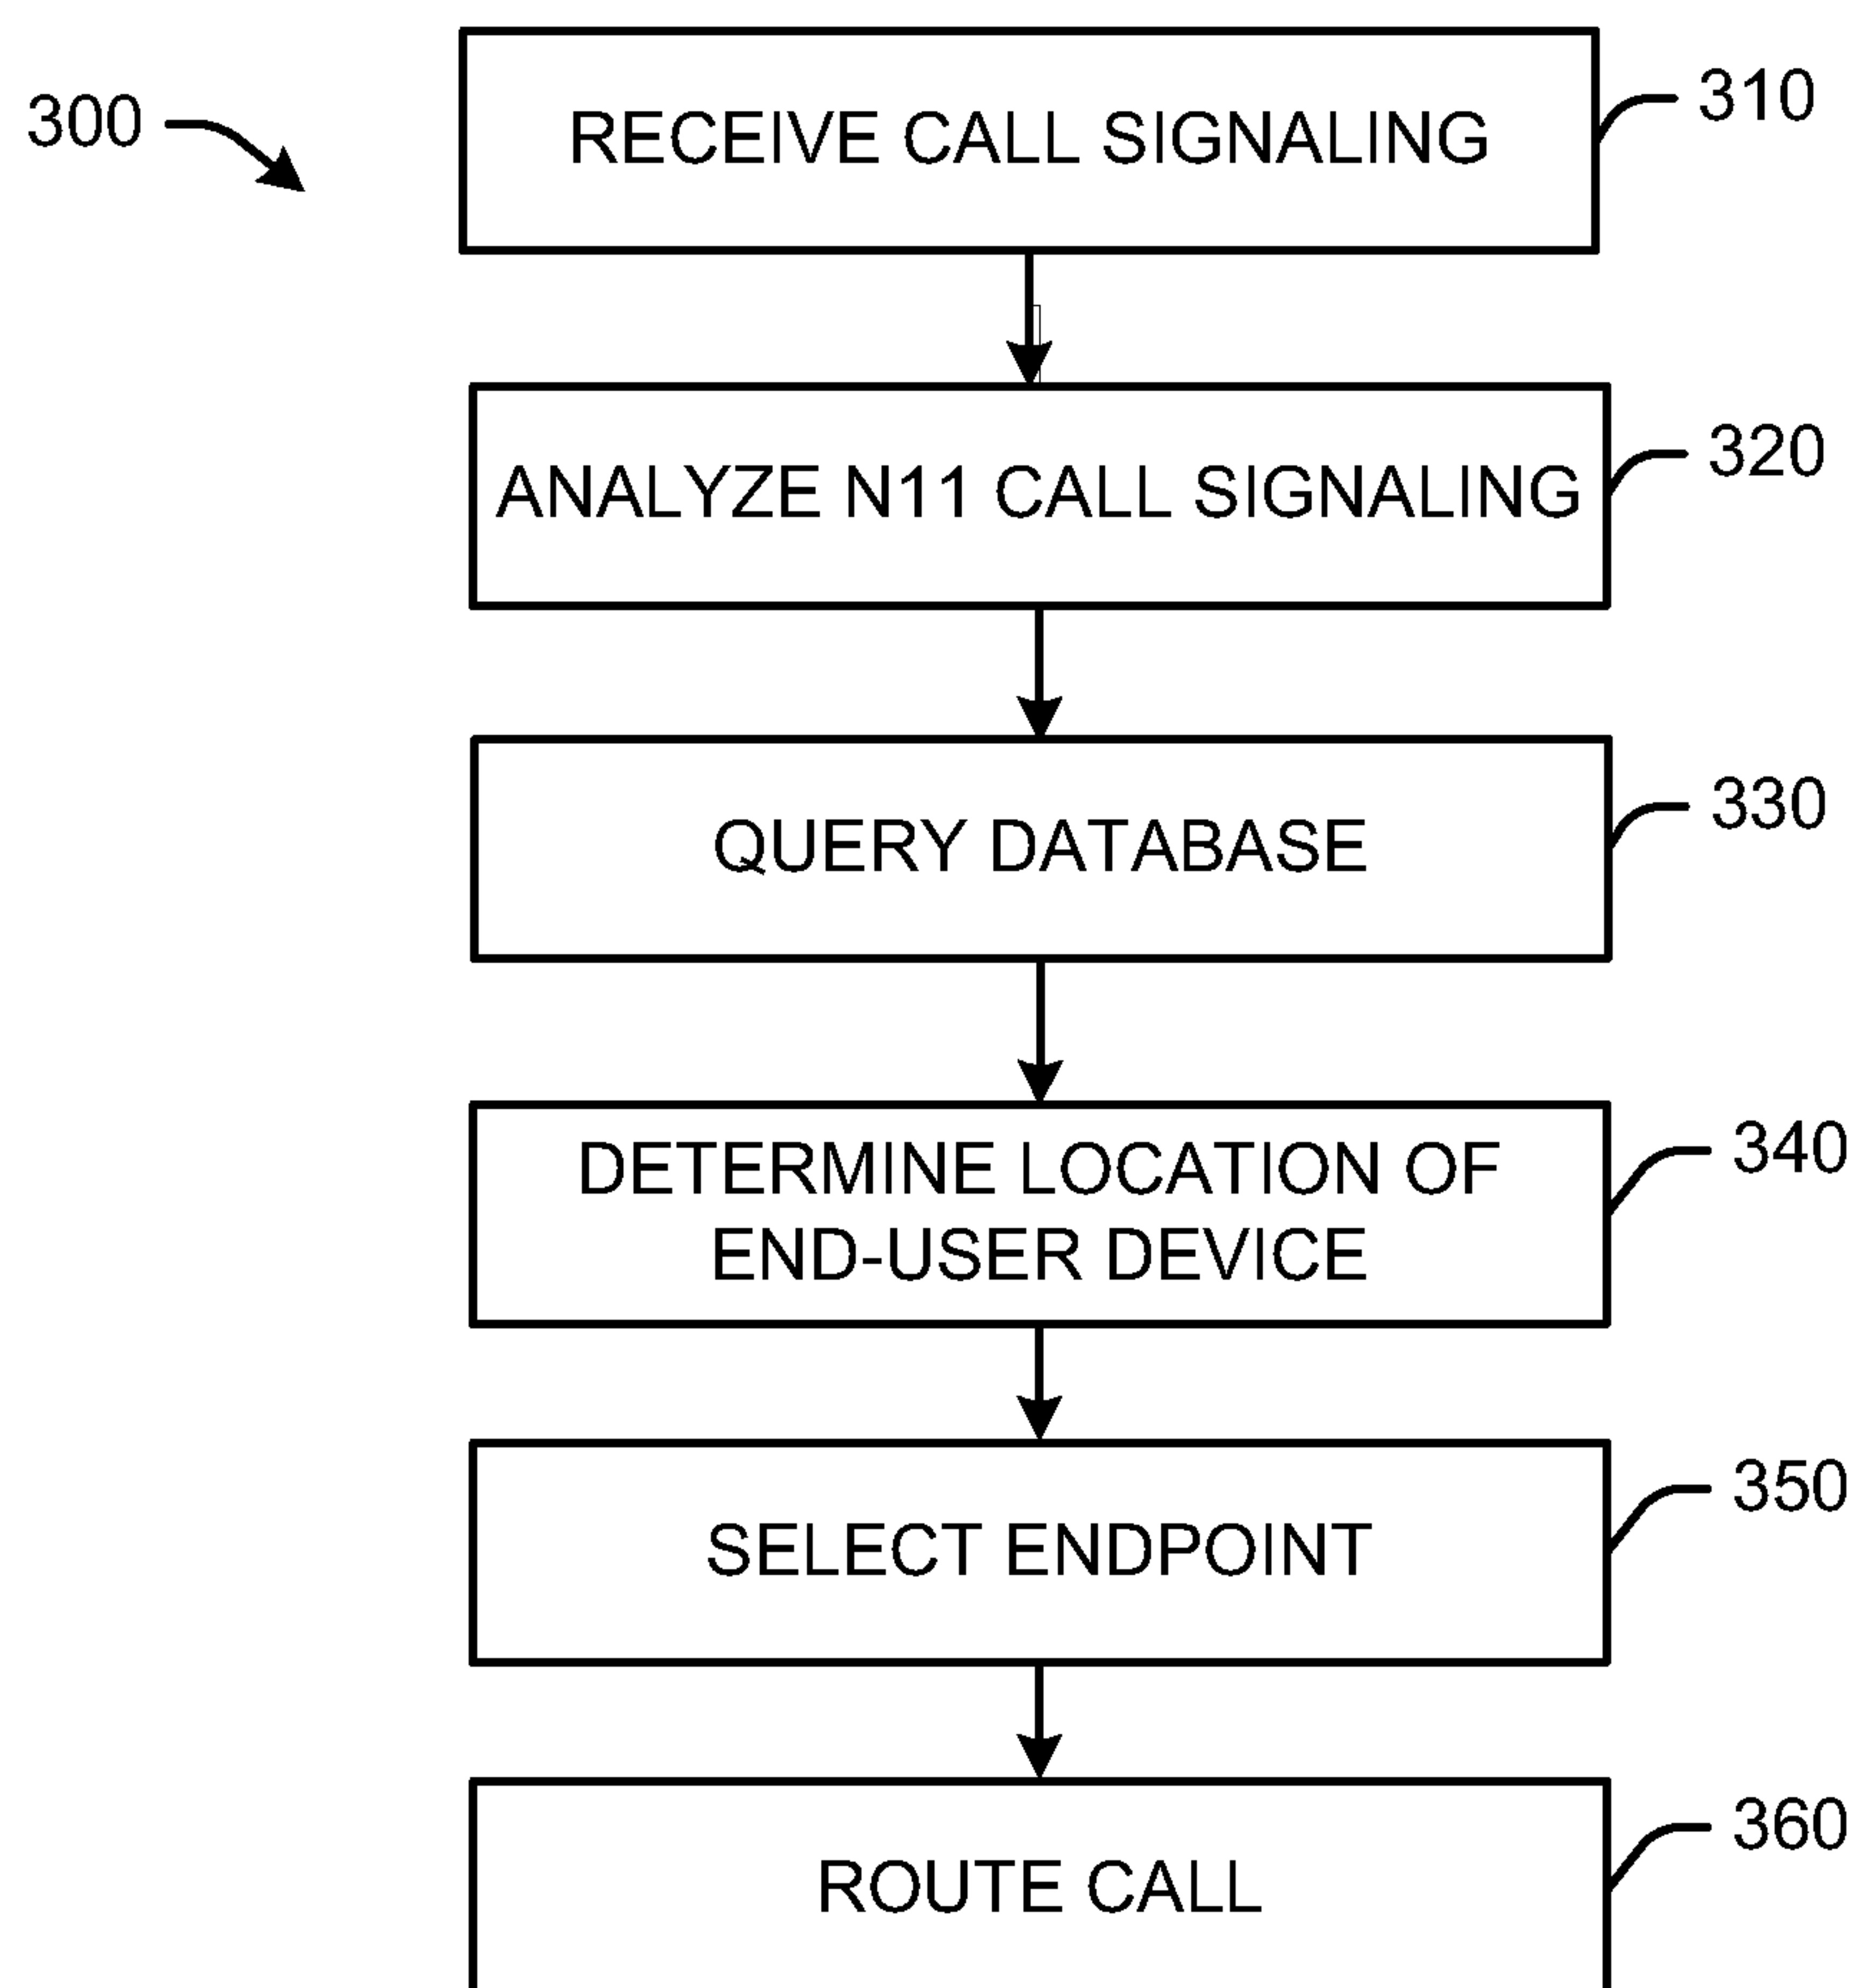 300
RECEIVE CALL SIGNALING
310
ANALYZE N11 CALL SIGNALING
320
QUERY DATABASE
330
DETERMINE LOCATION OF
END-USER DEVICE
340
SELECT ENDPOINT
350
ROUTE CALL
360